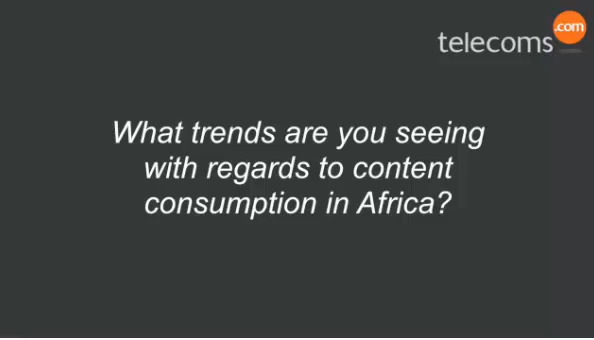 telecoms.com
What trends are you seeing
with regards to content
consumption in Africa?